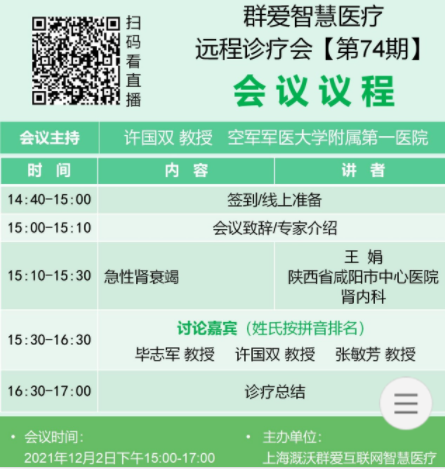 扫码看直播
群爱智慧医疗
远程诊疗会【第74期】
会议议程
会议主持 许国双 教授 空军军医大学附属第一医院
时 间 内 容 讲 者
14:40-15:00 签到/线上准备
15:00-15:10 会议致辞/专家介绍
15:10-15:30 急性肾衰竭 王 娟
陕西省咸阳市中心医院
肾内科
15:30-16:30 讨论嘉宾（姓氏按拼音排名）
毕志军 教授 许国双 教授 张敏芳 教授
16:30-17:00 诊疗总结
• 会议时间：
2021年12月2日下午15:00-17:00
• 主办单位：
上海溉沃群爱互联网智慧医疗